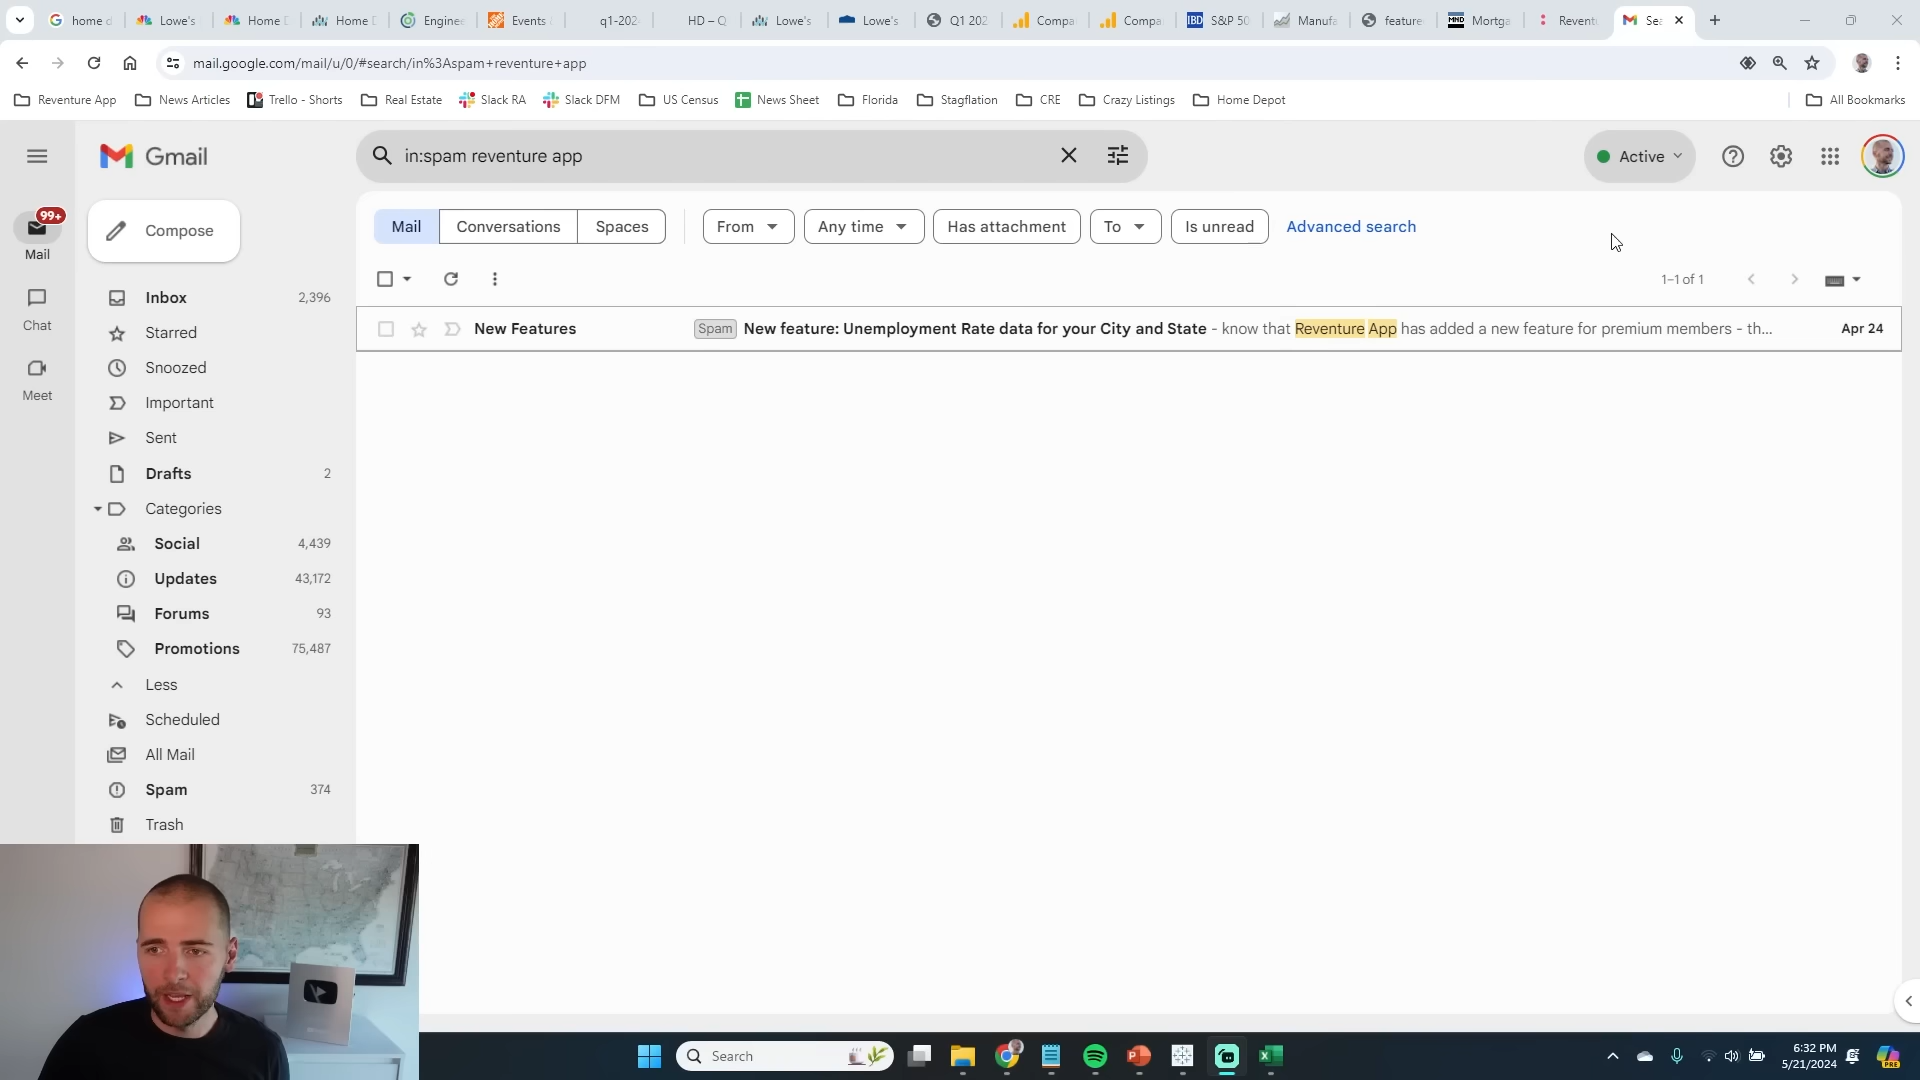 home d
Lowe's
Home D
Home D
Engine
Events
q1-202
HD – Q
Lowe's
Lowe's
Q1 202
Compa
Compa
IBD S&P 50
Manufa
feature
MND Mortga
Reventu
Sea
mail.google.com/mail/u/0/#search/in%3Aspam+reventure+app
Reventure App
News Articles
Trello - Shorts
Real Estate
Slack RA
Slack DFM
US Census
News Sheet
Florida
Stagflation
CRE
Crazy Listings
Home Depot
All Bookmarks
Gmail
in:spam reventure app
Active
99+
Mail
Chat
Meet
Compose
Inbox 2,396
Starred
Snoozed
Important
Sent
Drafts 2
Categories
Social 4,439
Updates 43,172
Forums 93
Promotions 75,487
Less
Scheduled
All Mail
Spam 374
Trash
Mail
Conversations
Spaces
From
Any time
Has attachment
To
Is unread
Advanced search
1–1 of 1
New Features Spam New feature: Unemployment Rate data for your City and State - know that Reventure App has added a new feature for premium members - th... Apr 24
Search
6:32 PM
5/21/2024
PRE